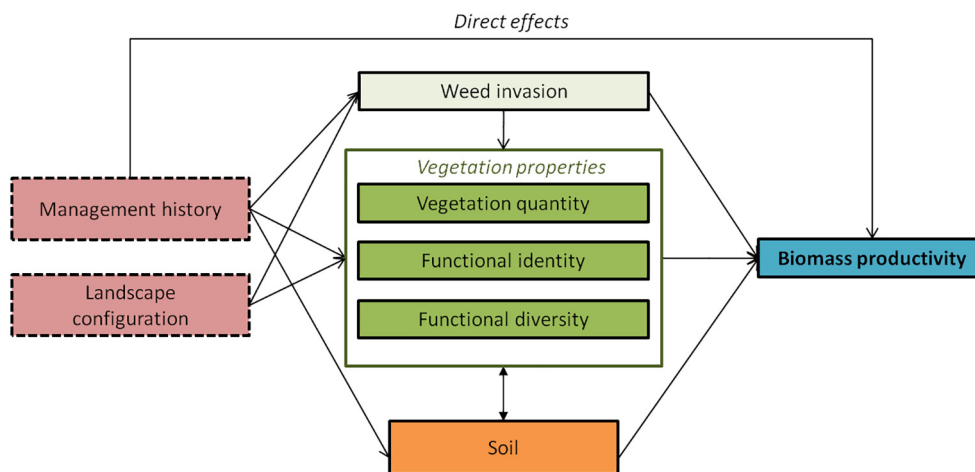 Direct effects
Weed invasion
Vegetation properties
Management history
Vegetation quantity
Functional identity
Biomass productivity
Landscape
configuration
Functional diversity
Soil